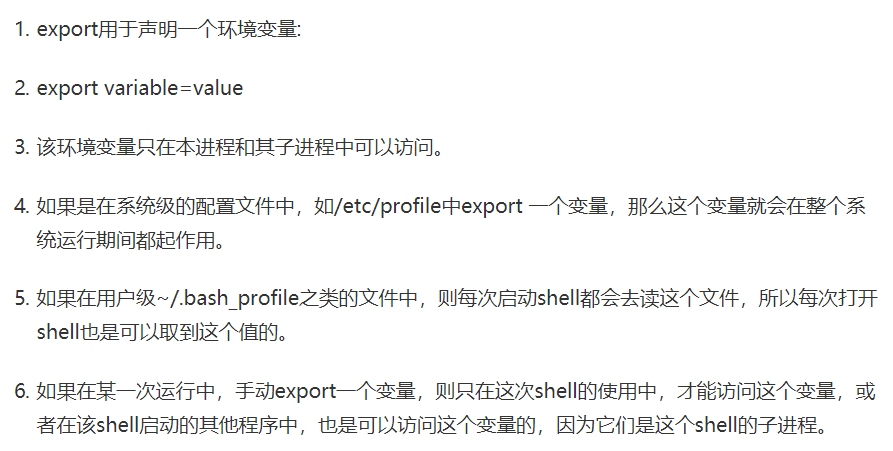 1. export用于声明一个环境变量:
2. export variable=value
3. 该环境变量只在本进程和其子进程中可以访问。
4. 如果是在系统级的配置文件中，如/etc/profile中export 一个变量，那么这个变量就会在整个系
统运行期间都起作用。
5. 如果在用户级~/.bash_profile之类的文件中，则每次启动shell都会去读这个文件，所以每次打开
shell也是可以取到这个值的。
6. 如果在某一次运行中，手动export一个变量，则只在这次shell的使用中，才能访问这个变量，或
者在该shell启动的其他程序中，也是可以访问这个变量的，因为它们是这个shell的子进程。